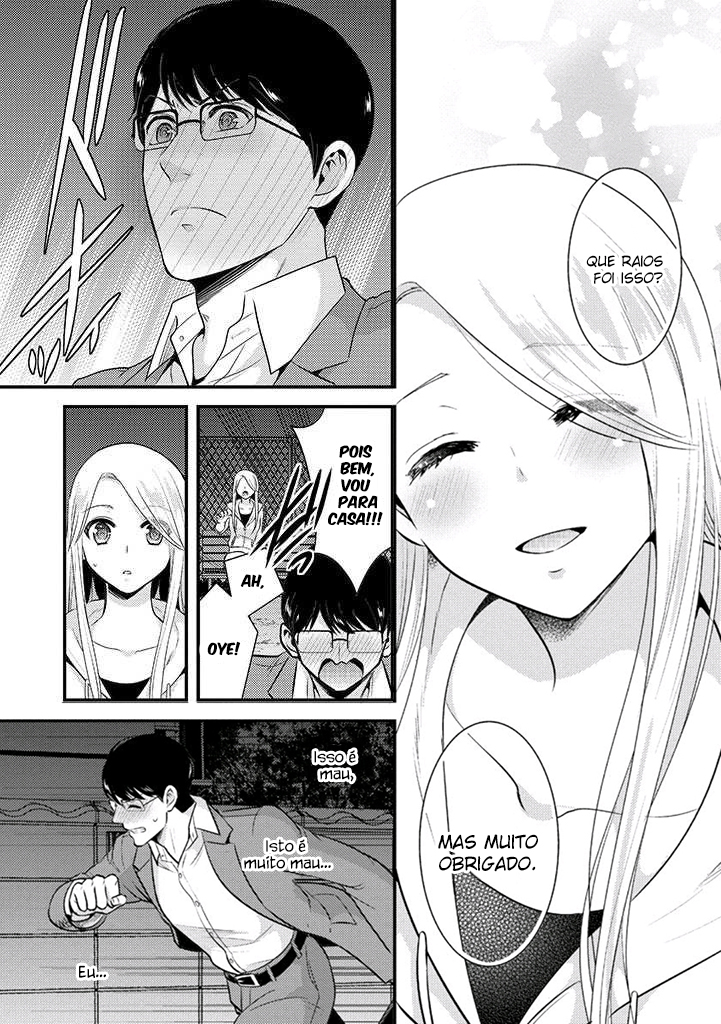 QUE RAIOS
FOI ISSO?
MAS MUITO
OBRIGADO.
POIS
BEM,
VOU
PARA
CASA!!!
AH,
OYE!
Isso é
mau,
Isto é
muito mau...
Eu...